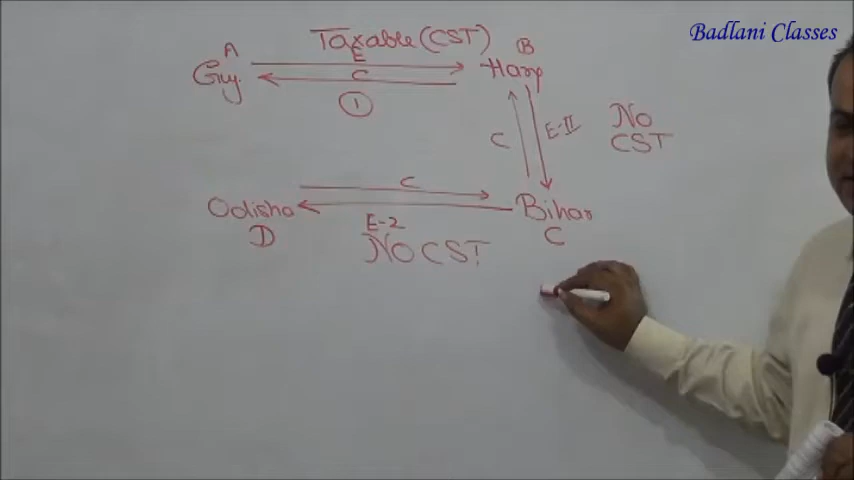 Badlani Classes
Taxable (CST)
A
E
B
Guj.
C
Hary
1
E-II
No
CST
C
C
Odisha
Bihar
D
E-2
C
NO CST